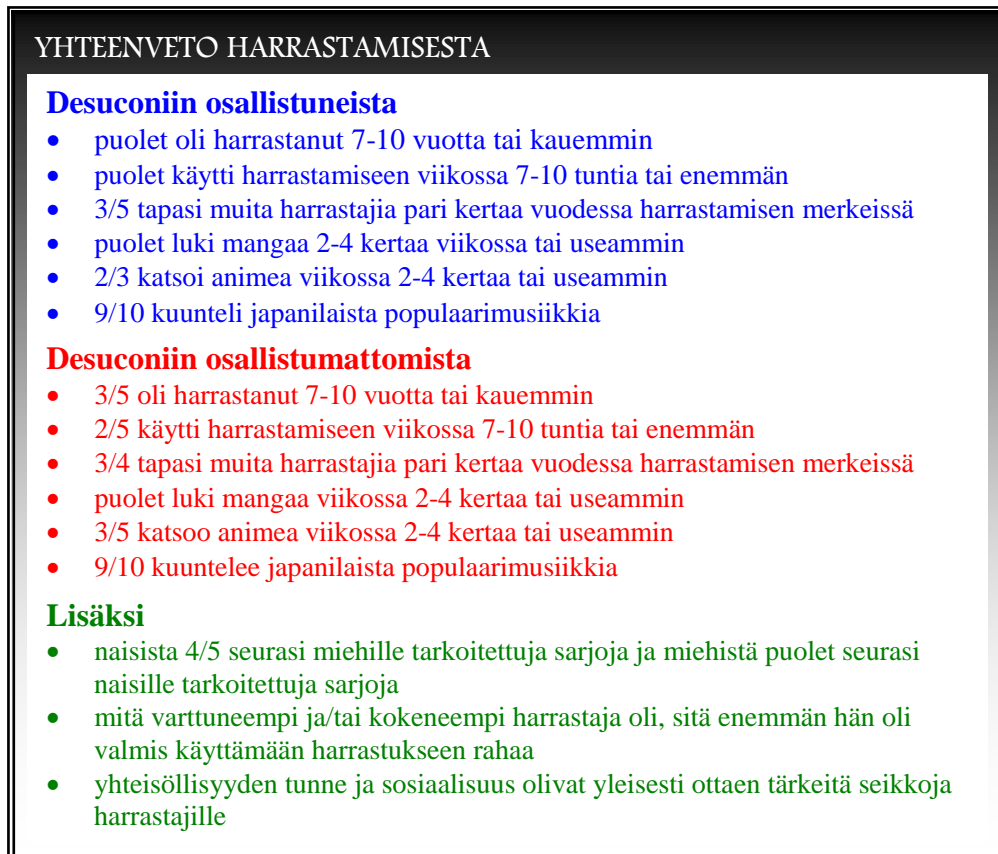 YHTEENVETO HARRASTAMISESTA
Desuconiin osallistuneista
• puolet oli harrastanut 7-10 vuotta tai kauemmin
• puolet käytti harrastamiseen viikossa 7-10 tuntia tai enemmän
• 3/5 tapasi muita harrastajia pari kertaa vuodessa harrastamisen merkeissä
• puolet luki mangaa 2-4 kertaa viikossa tai useammin
• 2/3 katsoi animea viikossa 2-4 kertaa tai useammin
• 9/10 kuunteli japanilaista populaarimusiikkia
Desuconiin osallistumattomista
• 3/5 oli harrastanut 7-10 vuotta tai kauemmin
• 2/5 käytti harrastamiseen viikossa 7-10 tuntia tai enemmän
• 3/4 tapasi muita harrastajia pari kertaa vuodessa harrastamisen merkeissä
• puolet luki mangaa viikossa 2-4 kertaa tai useammin
• 3/5 katsoo animea viikossa 2-4 kertaa tai useammin
• 9/10 kuuntelee japanilaista populaarimusiikkia
Lisäksi
• naisista 4/5 seurasi miehille tarkoitettuja sarjoja ja miehistä puolet seurasi
naisille tarkoitettuja sarjoja
• mitä varttuneempi ja/tai kokeneempi harrastaja oli, sitä enemmän hän oli
valmis käyttämään harrastukseen rahaa
• yhteisöllisyyden tunne ja sosiaalisuus olivat yleisesti ottaen tärkeitä seikkoja
harrastajille